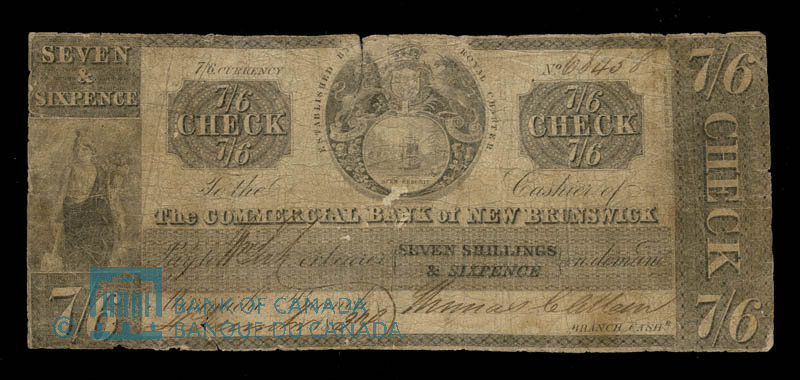 SEVEN
&
SIXPENCE
7/6 CURRENCY
ESTABLISHED BY ROYAL CHARTER
No
7/6
CHECK
7/6
7/6
CHECK
7/6
7/6
CHECK
7/6
To the Cashier of
The COMMERCIAL BANK of NEW BRUNSWICK
Pay to or bearer
SEVEN SHILLINGS
& SIXPENCE
on demand
7/6
BRANCH CASHR
© BANK OF CANADA
BANQUE DU CANADA